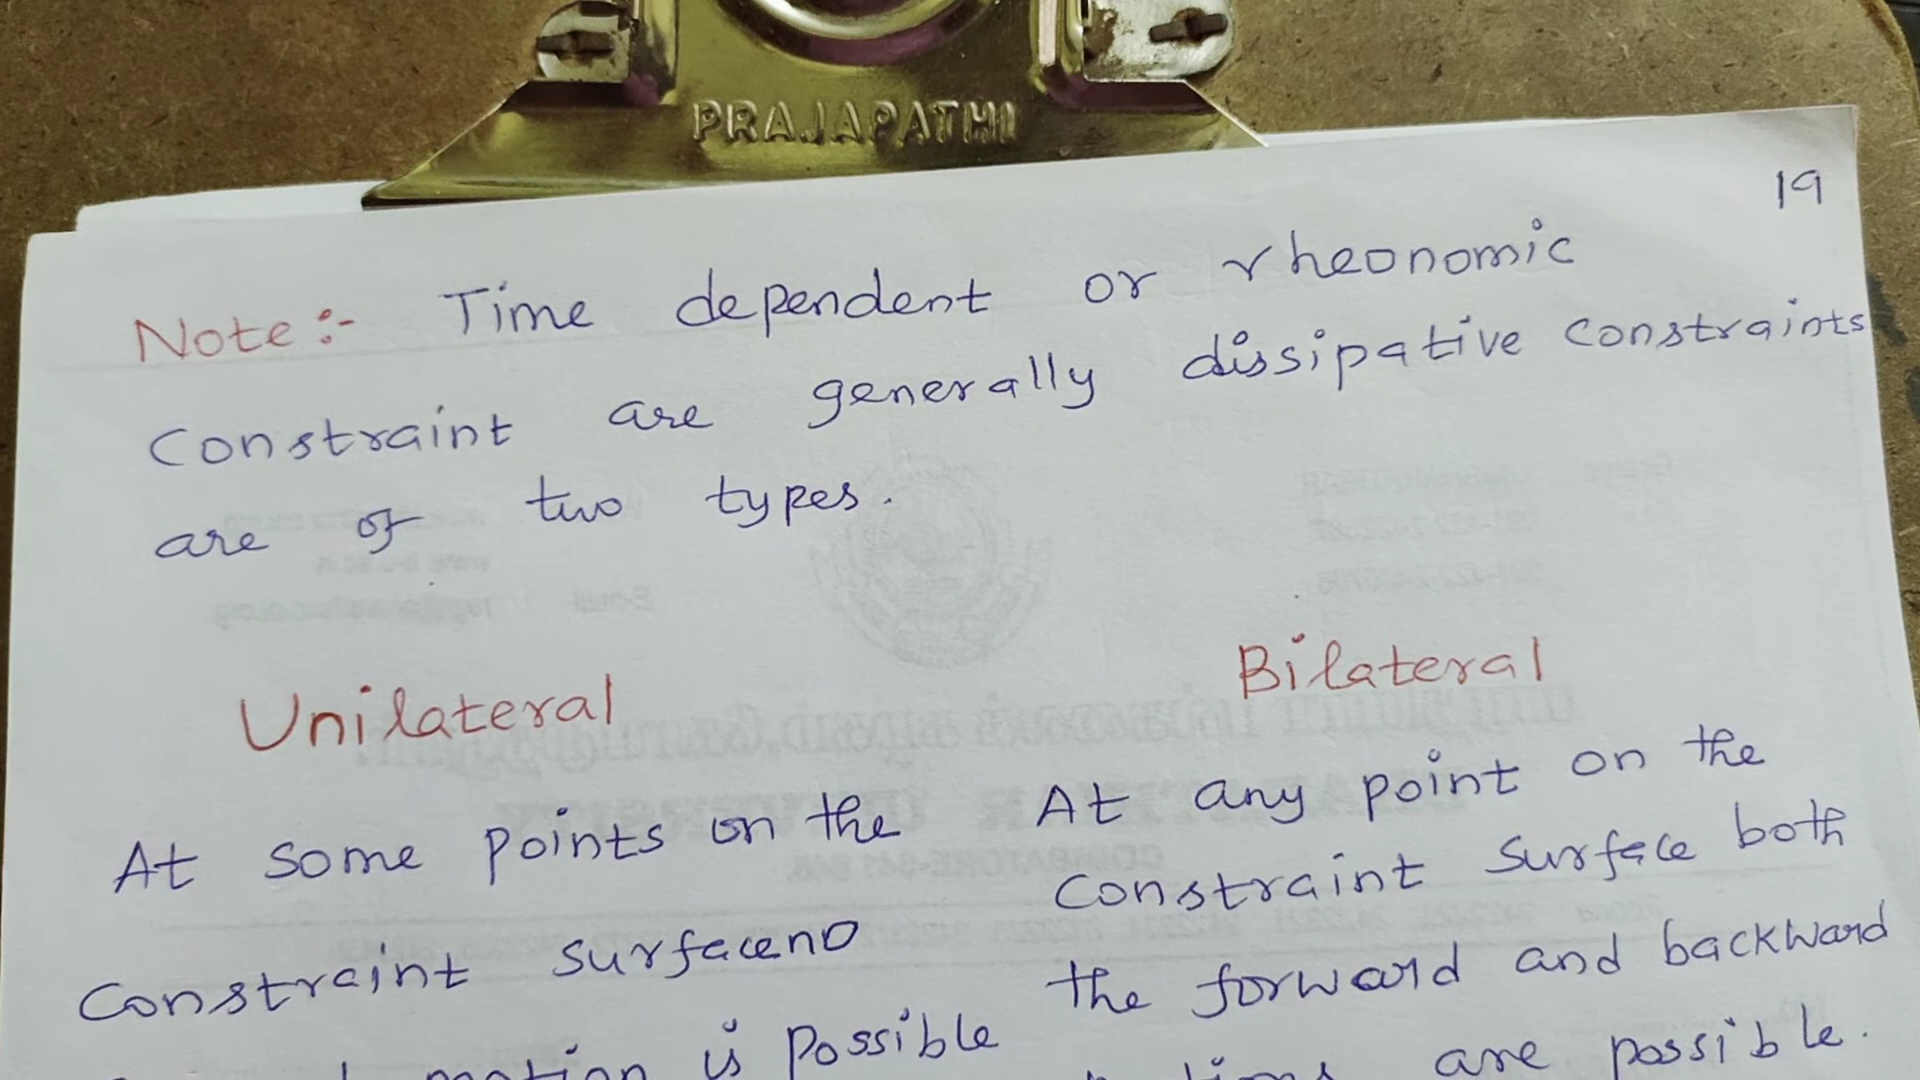 PRAJAPATHI
19
Note:- Time dependent or rheonomic
Constraint are generally dissipative constraints
are of two types.
Unilateral
At some points on the
Constraint surface no
motion is possible
Bilateral
At any point on the
Constraint surface both
the forward and backward
are possible.